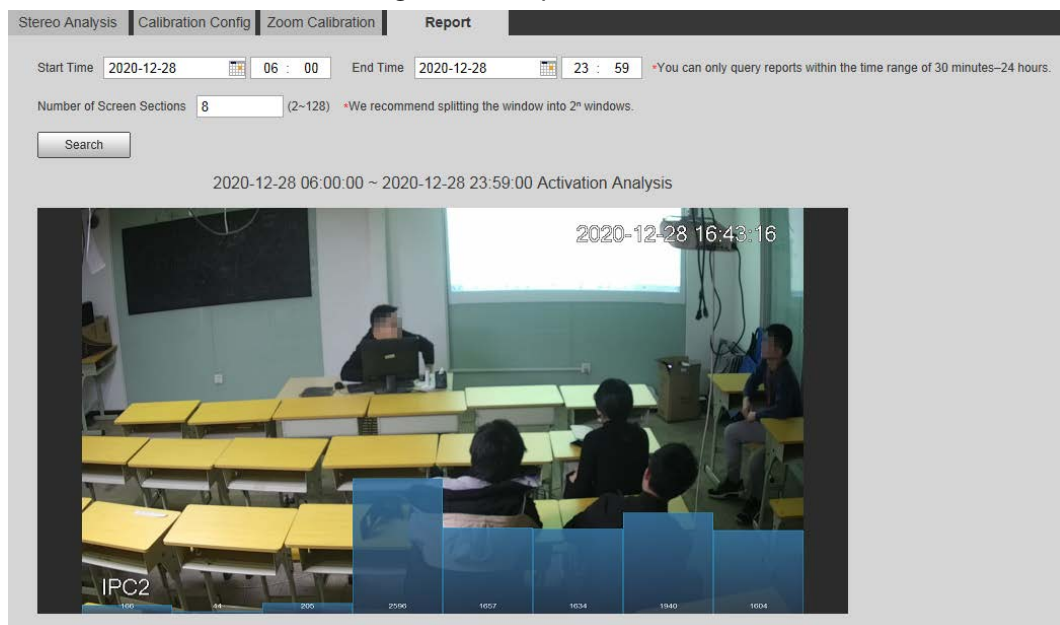 Stereo Analysis Calibration Config Zoom Calibration Report
Start Time 2020-12-28 06 : 00 End Time 2020-12-28 23 : 59 *You can only query reports within the time range of 30 minutes–24 hours.
Number of Screen Sections 8 (2~128) *We recommend splitting the window into 2ⁿ windows.
Search
2020-12-28 06:00:00 ~ 2020-12-28 23:59:00 Activation Analysis
2020-12-28 16:43:16
IPC2
166 44 205 2590 1657 1634 1940 1604